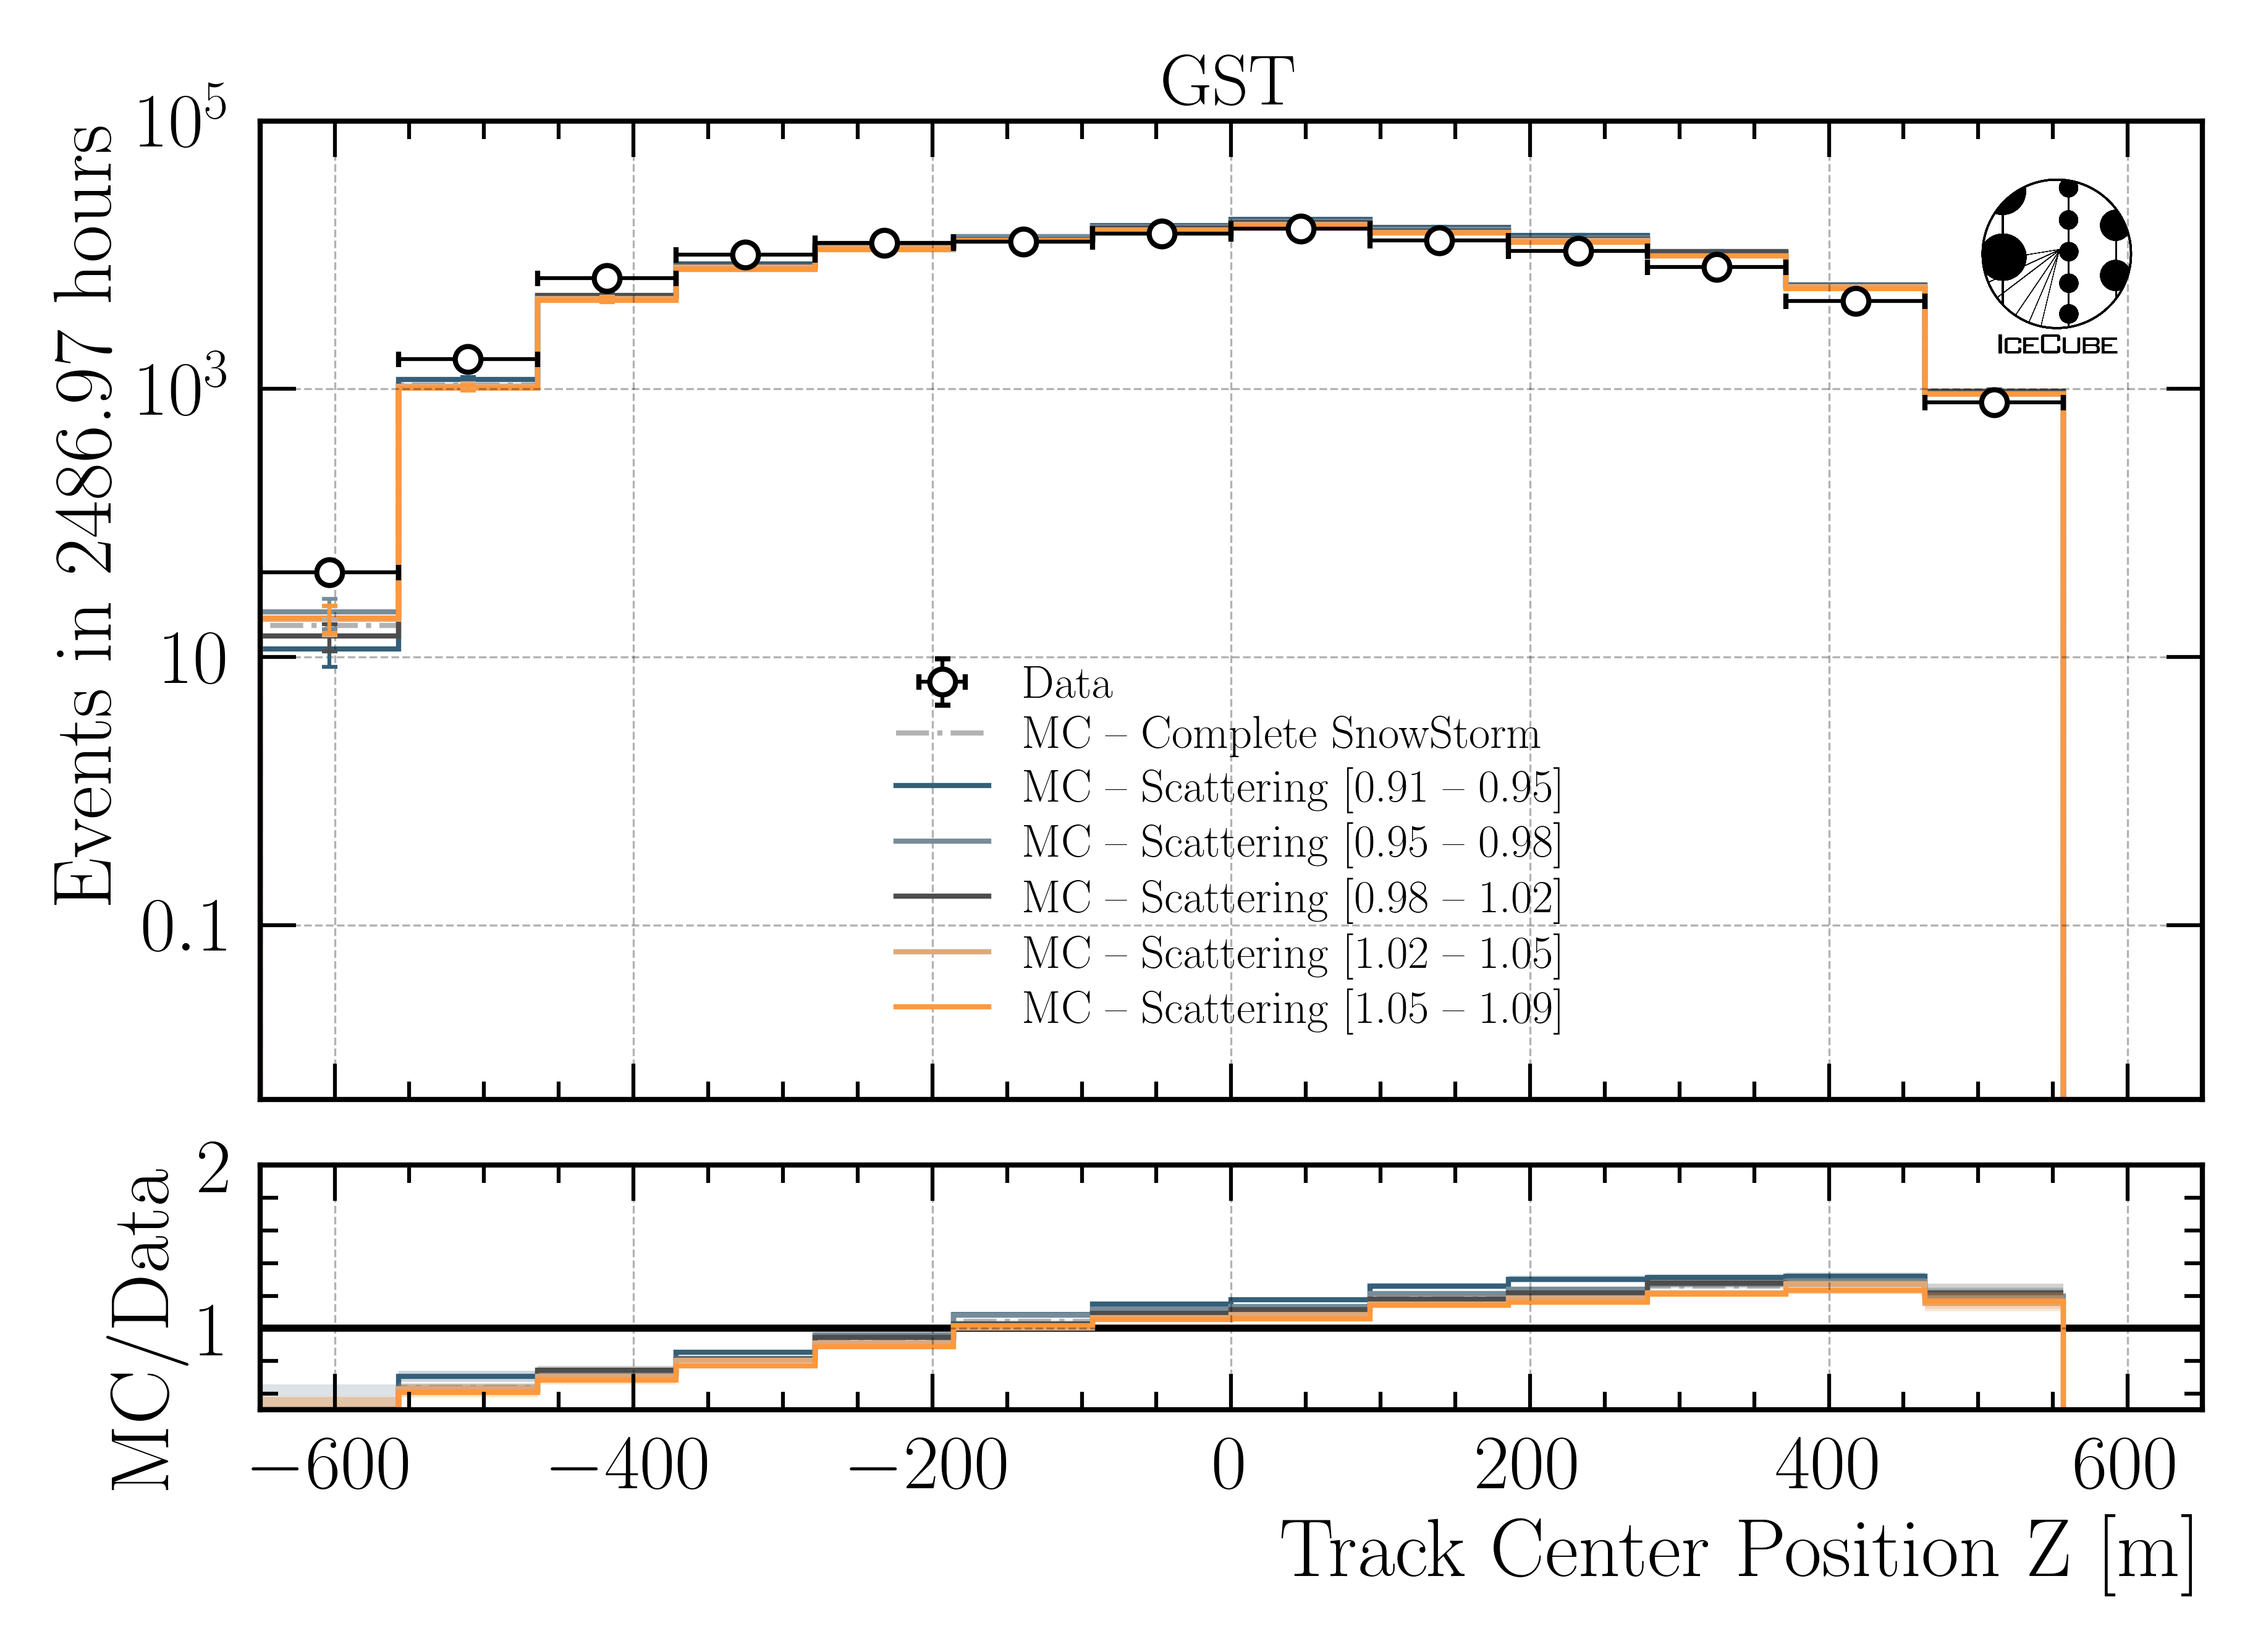 GST
Events in 2486.97 hours
10^5
10^3
10
0.1
ICECUBE
Data
MC – Complete SnowStorm
MC – Scattering [0.91 – 0.95]
MC – Scattering [0.95 – 0.98]
MC – Scattering [0.98 – 1.02]
MC – Scattering [1.02 – 1.05]
MC – Scattering [1.05 – 1.09]
MC/Data
2
1
−600 −400 −200 0 200 400 600
Track Center Position Z [m]